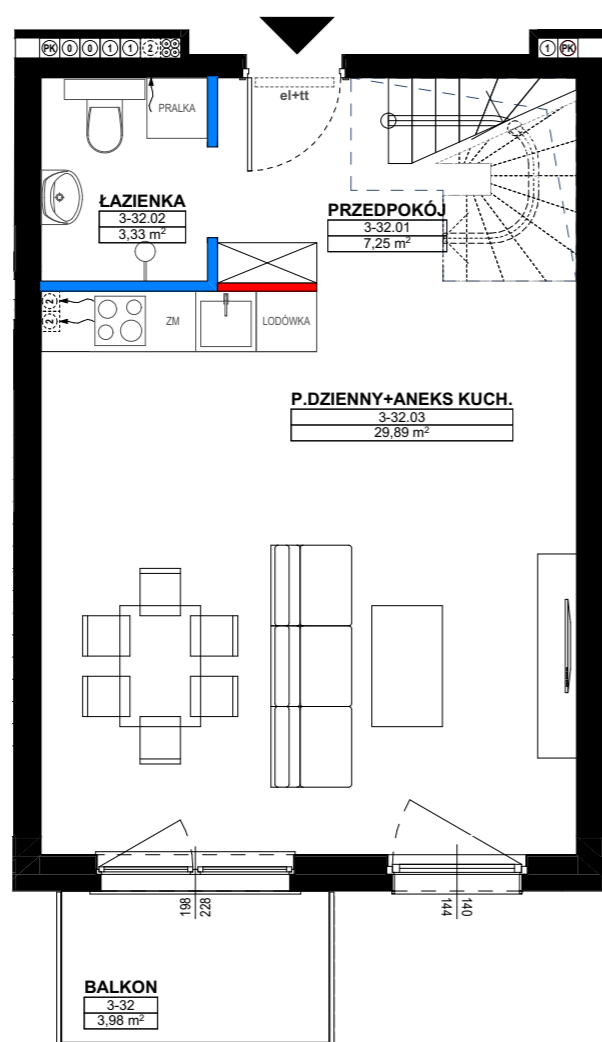 PK 0 0 1 1 2
1 PK
el+tt
PRALKA
ŁAZIENKA
3-32.02
3,33 m²
PRZEDPOKÓJ
3-32.01
7,25 m²
2
2
ZM
LODÓWKA
P.DZIENNY+ANEKS KUCH.
3-32.03
29,89 m²
198
228
144
140
BALKON
3-32
3,98 m²